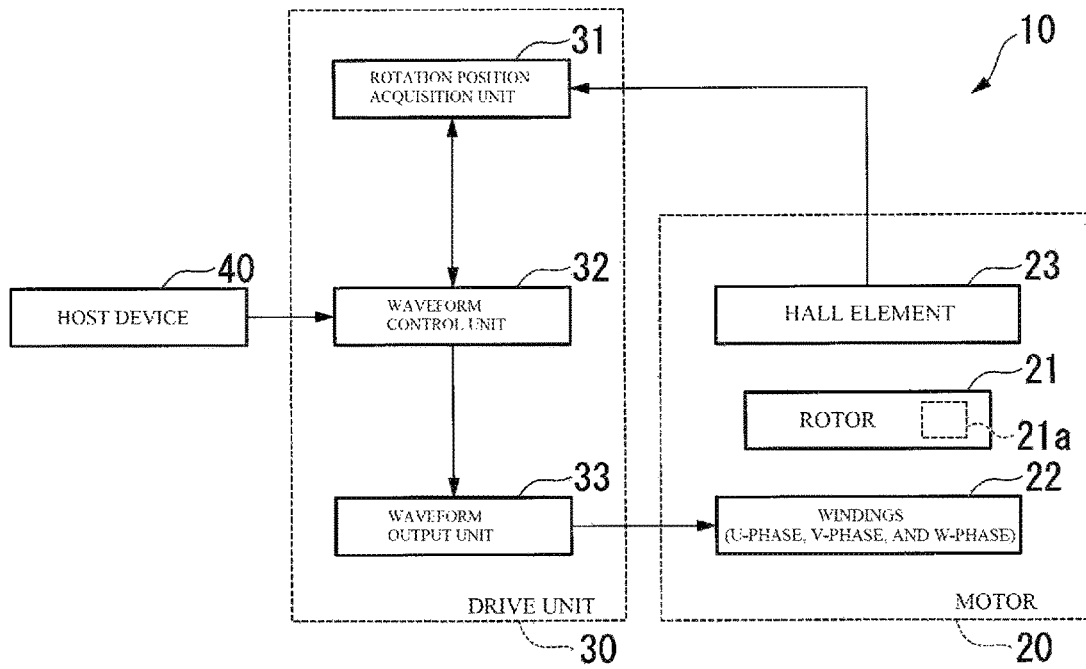 10
31
ROTATION POSITION
ACQUISITION UNIT
40
HOST DEVICE
32
WAVEFORM
CONTROL UNIT
23
HALL ELEMENT
21
ROTOR
21a
33
WAVEFORM
OUTPUT UNIT
22
WINDINGS
(U-PHASE, V-PHASE, AND W-PHASE)
DRIVE UNIT
30
MOTOR
20